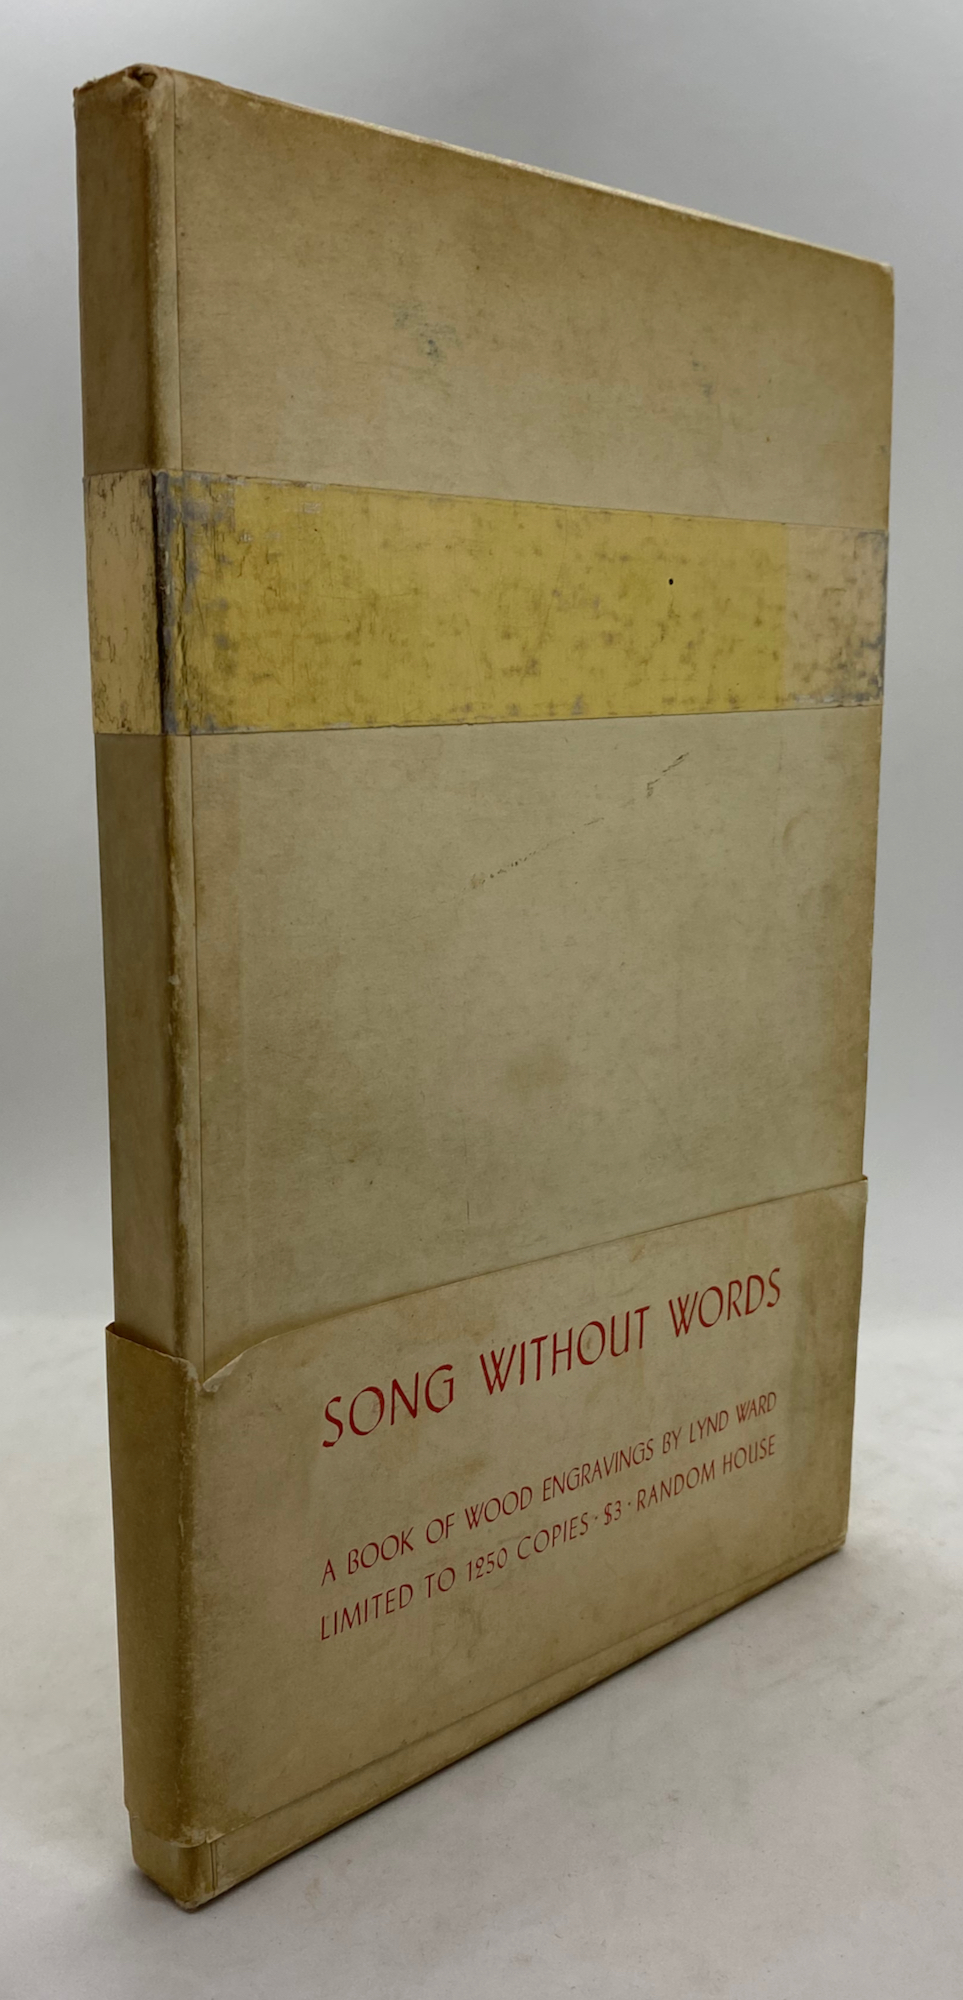 SONG WITHOUT WORDS
A BOOK OF WOOD ENGRAVINGS BY LYND WARD
LIMITED TO 1250 COPIES · $3 · RANDOM HOUSE